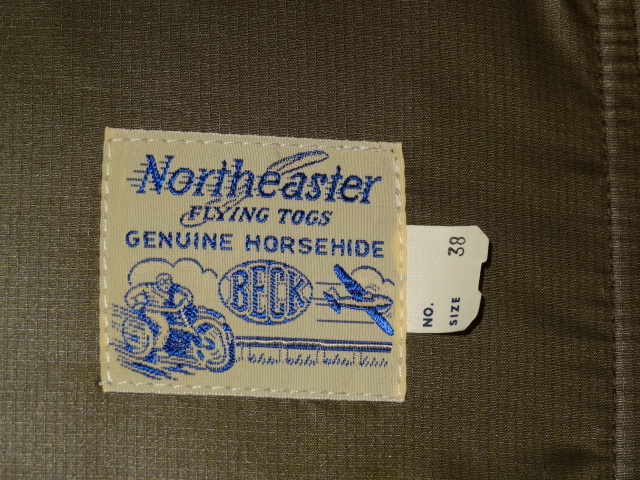 Northeaster
FLYING TOGS
GENUINE HORSEHIDE
BECK
NO.
SIZE 38